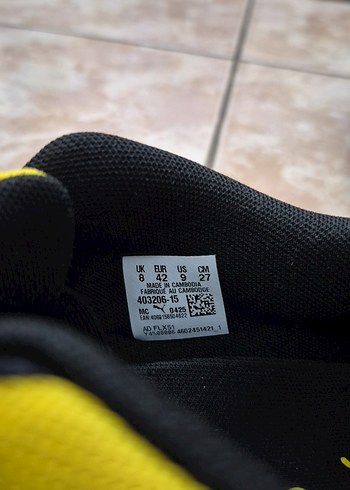 UK EUR US CM
8 42 9 27
MADE IN CAMBODIA
FABRIQUÉ AU CAMBODGE
403206-15
MC 0425
AD FLXS1